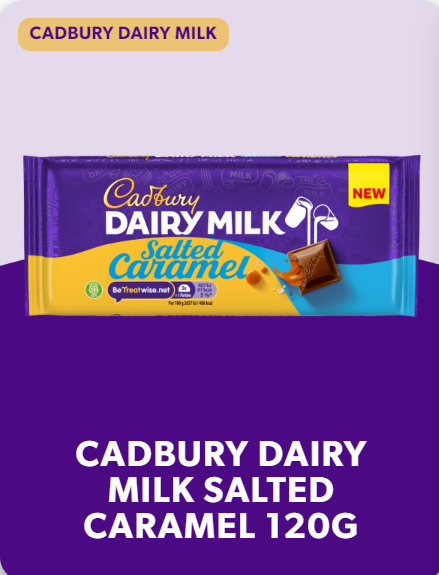 CADBURY DAIRY MILK
NEW
Cadbury
DAIRY MILK
Salted
Caramel
BeTreatwise.net
CADBURY DAIRY
MILK SALTED
CARAMEL 120G